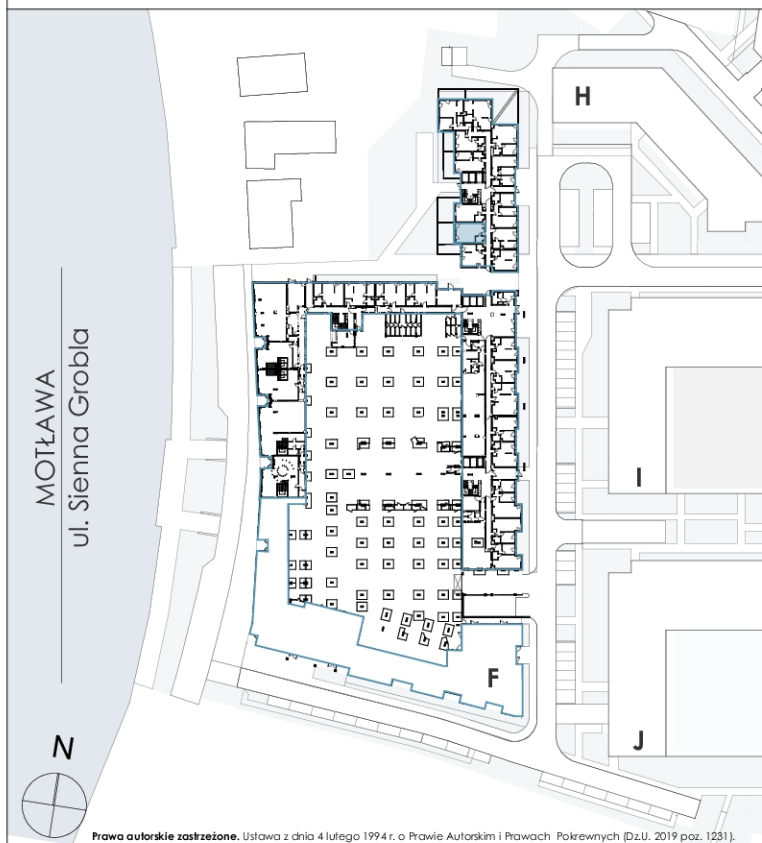 H
MOTŁAWA
ul. Sienna Grobla
I
F
J
N
Prawa autorskie zastrzeżone. Ustawa z dnia 4 lutego 1994 r. o Prawie Autorskim i Prawach Pokrewnych (Dz.U. 2019 poz. 1231).